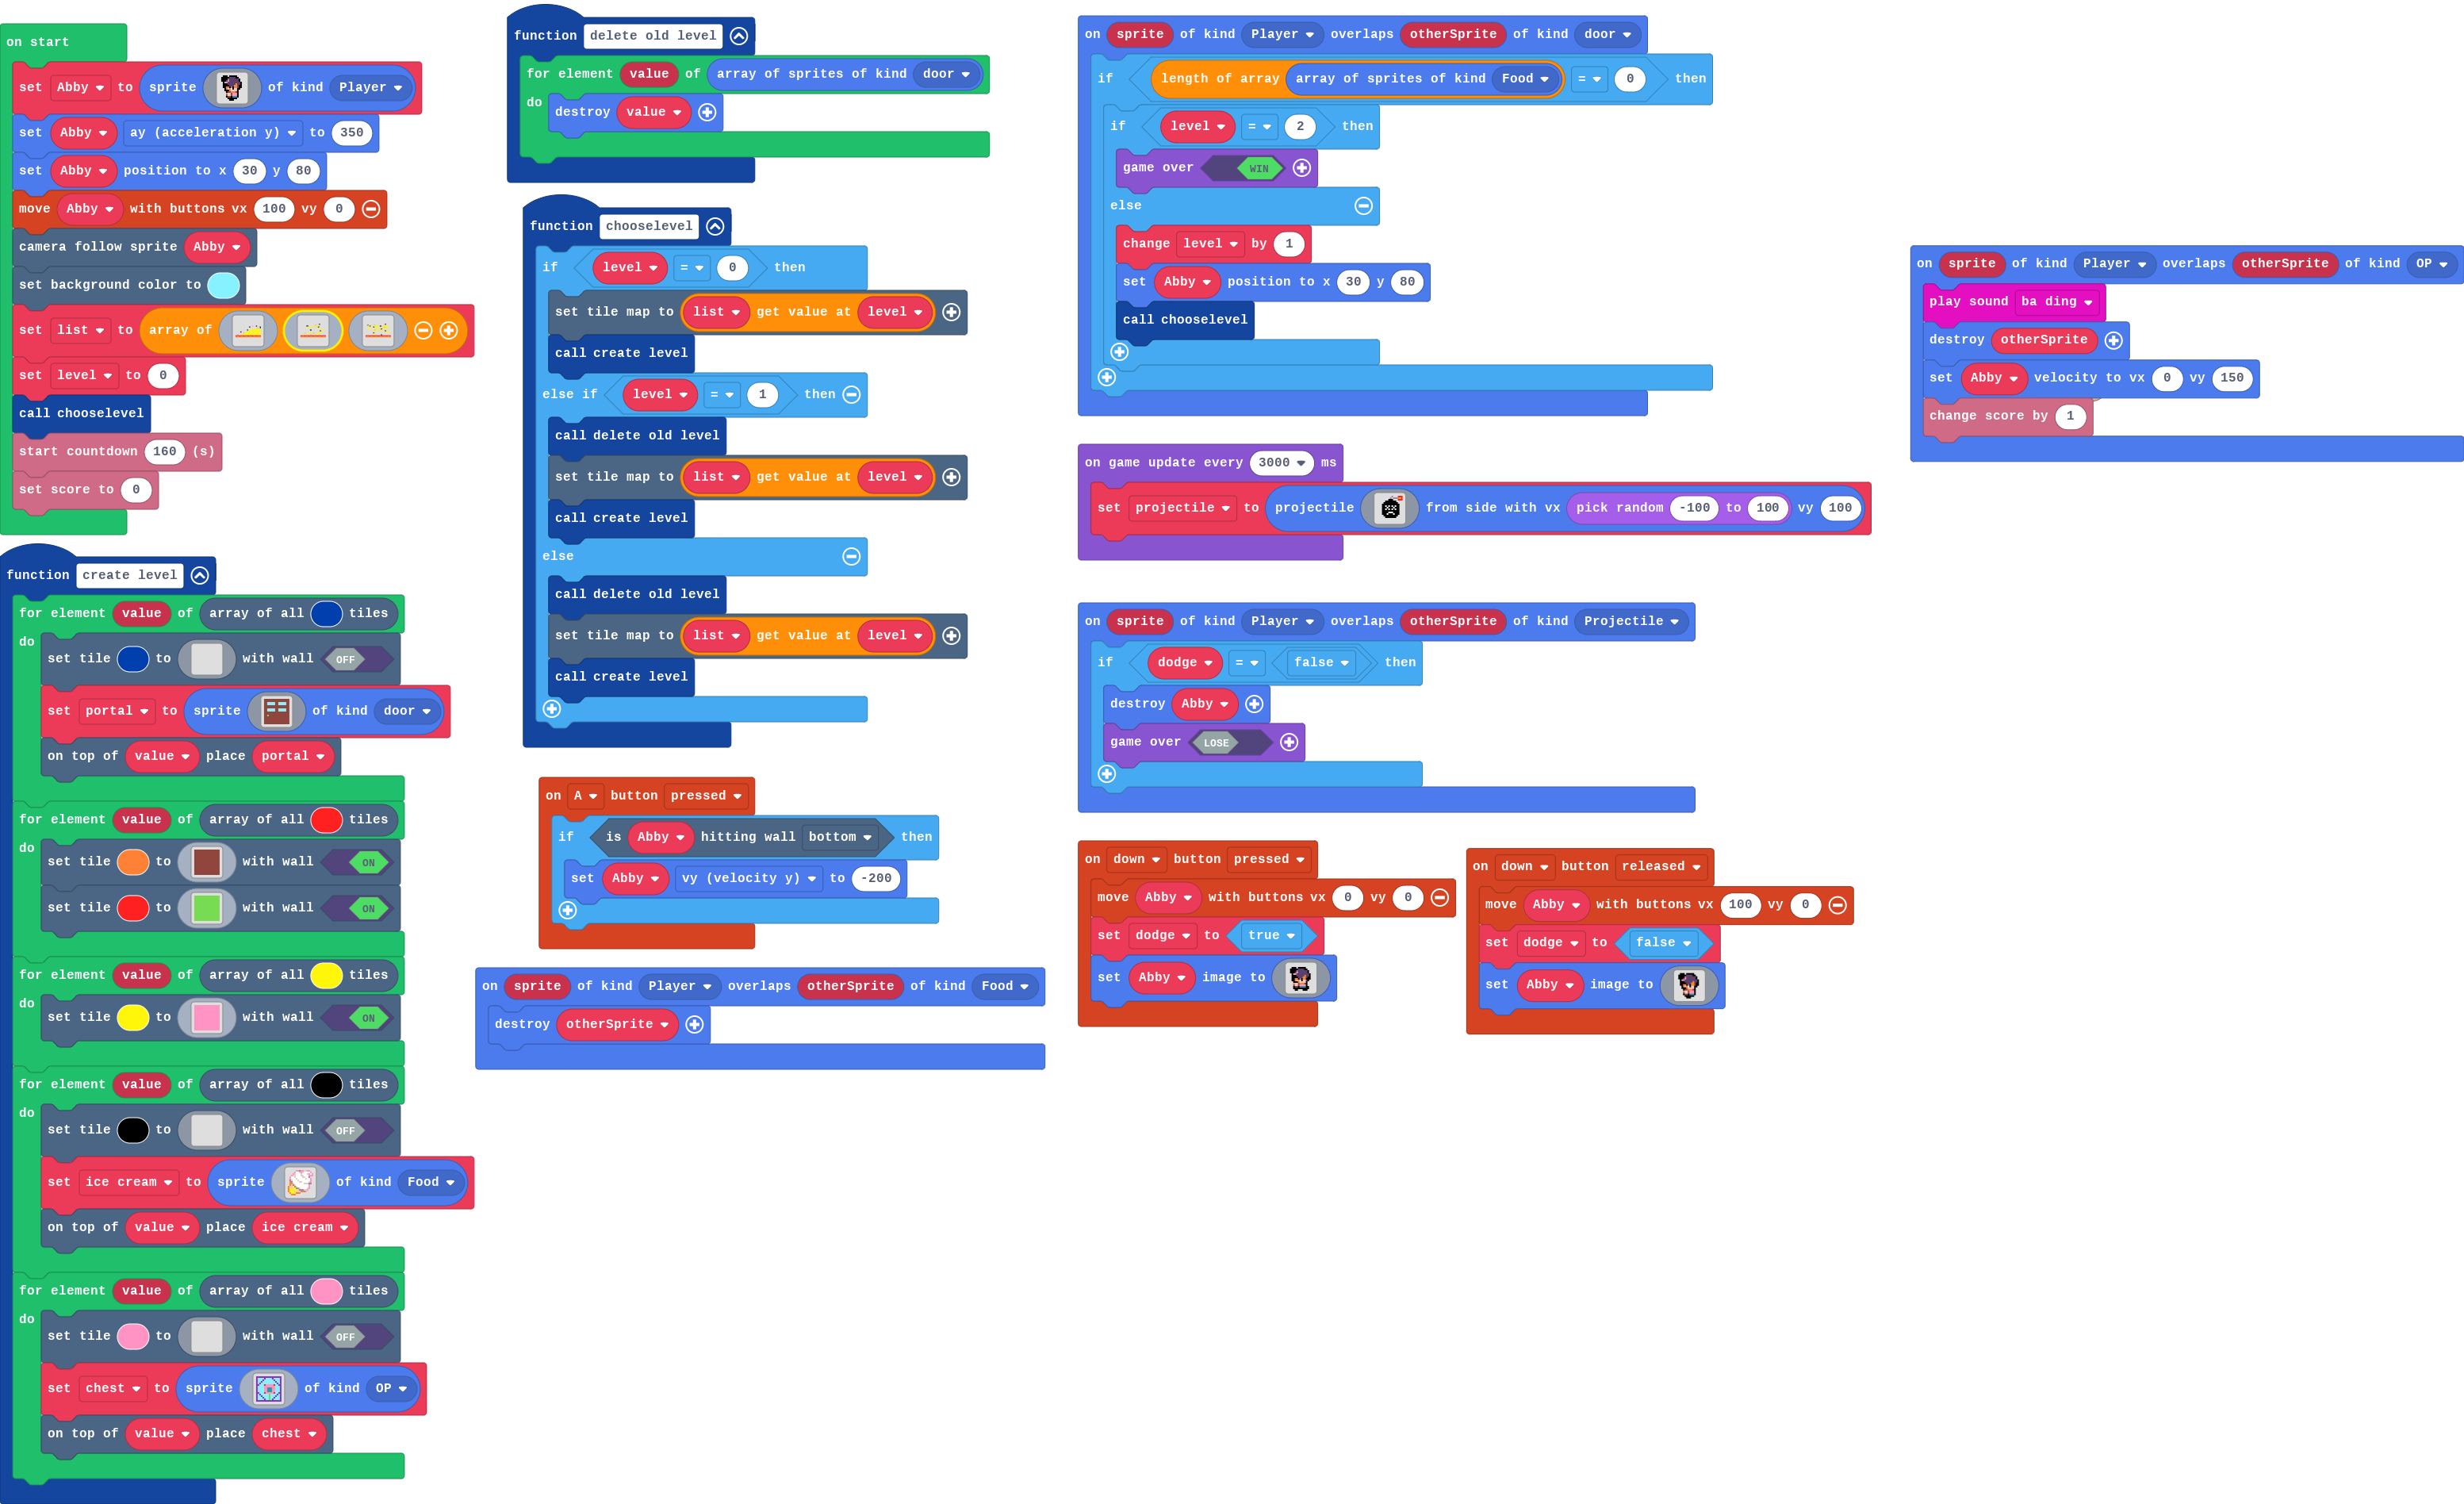 on start
set Abby to sprite of kind Player
set Abby ay (acceleration y) to 350
set Abby position to x 30 y 80
move Abby with buttons vx 100 vy 0
camera follow sprite Abby
set background color to
set list to array of
set level to 0
call chooselevel
start countdown 160 (s)
set score to 0
function create level
for element value of array of all tiles
do
set tile to with wall OFF
set portal to sprite of kind door
on top of value place portal
for element value of array of all tiles
do
set tile to with wall ON
set tile to with wall ON
for element value of array of all tiles
do
set tile to with wall ON
for element value of array of all tiles
do
set tile to with wall OFF
set ice cream to sprite of kind Food
on top of value place ice cream
for element value of array of all tiles
do
set tile to with wall OFF
set chest to sprite of kind OP
on top of value place chest
function delete old level
for element value of array of sprites of kind door
do
destroy value
function chooselevel
if level = 0 then
set tile map to list get value at level
call create level
else if level = 1 then
call delete old level
set tile map to list get value at level
call create level
else
call delete old level
set tile map to list get value at level
call create level
on A button pressed
if is Abby hitting wall bottom then
set Abby vy (velocity y) to -200
on sprite of kind Player overlaps otherSprite of kind Food
destroy otherSprite
on sprite of kind Player overlaps otherSprite of kind door
if length of array array of sprites of kind Food = 0 then
if level = 2 then
game over WIN
else
change level by 1
set Abby position to x 30 y 80
call chooselevel
on game update every 3000 ms
set projectile to projectile from side with vx pick random -100 to 100 vy 100
on sprite of kind Player overlaps otherSprite of kind Projectile
if dodge = false then
destroy Abby
game over LOSE
on down button pressed
move Abby with buttons vx 0 vy 0
set dodge to true
set Abby image to
on down button released
move Abby with buttons vx 100 vy 0
set dodge to false
set Abby image to
on sprite of kind Player overlaps otherSprite of kind OP
play sound ba ding
destroy otherSprite
set Abby velocity to vx 0 vy 150
change score by 1